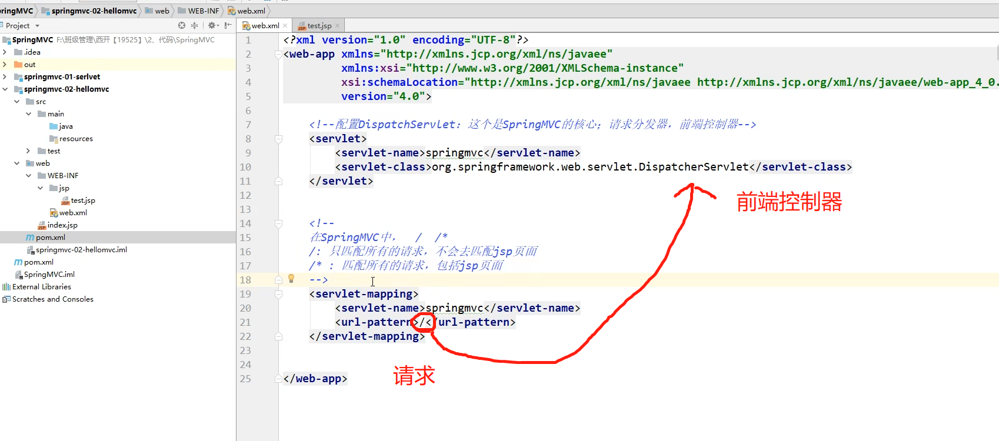 ringMVC springmvc-02-hellomvc web WEB-INF web.xml
Project
web.xml test.jsp
SpringMVC F:\班级管理\西开【19525】\2、代码\SpringMVC
.idea
out
springmvc-01-serlvet
springmvc-02-hellomvc
src
main
java
resources
test
web
WEB-INF
jsp
test.jsp
web.xml
index.jsp
pom.xml
springmvc-02-hellomvc.iml
pom.xml
SpringMVC.iml
External Libraries
Scratches and Consoles
1 <?xml version="1.0" encoding="UTF-8"?>
2 <web-app xmlns="http://xmlns.jcp.org/xml/ns/javaee"
3 xmlns:xsi="http://www.w3.org/2001/XMLSchema-instance"
4 xsi:schemaLocation="http://xmlns.jcp.org/xml/ns/javaee http://xmlns.jcp.org/xml/ns/javaee/web-app_4_0.
5 version="4.0">
6
7 <!--配置DispatchServlet：这个是SpringMVC的核心；请求分发器，前端控制器-->
8 <servlet>
9 <servlet-name>springmvc</servlet-name>
10 <servlet-class>org.springframework.web.servlet.DispatcherServlet</servlet-class>
11 </servlet>
前端控制器
12
13
14 <!--
15 在SpringMVC中， / /*
16 /: 只匹配所有的请求，不会去匹配jsp页面
17 /* : 匹配所有的请求，包括jsp页面
18 -->
19 <servlet-mapping>
20 <servlet-name>springmvc</servlet-name>
21 <url-pattern>/</url-pattern>
22 </servlet-mapping>
23
24
25 </web-app>
请求